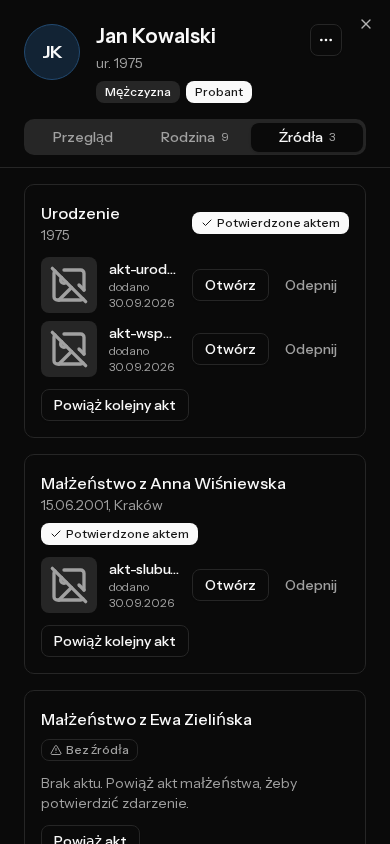 JK
Jan Kowalski
ur. 1975
Mężczyzna
Probant
Przegląd
Rodzina 9
Źródła 3
Urodzenie
1975
Potwierdzone aktem
akt-urod...
dodano
30.09.2026
Otwórz
Odepnij
akt-wsp...
dodano
30.09.2026
Otwórz
Odepnij
Powiąż kolejny akt
Małżeństwo z Anna Wiśniewska
15.06.2001, Kraków
Potwierdzone aktem
akt-slubu...
dodano
30.09.2026
Otwórz
Odepnij
Powiąż kolejny akt
Małżeństwo z Ewa Zielińska
Bez źródła
Brak aktu. Powiąż akt małżeństwa, żeby
potwierdzić zdarzenie.
Powiąż akt